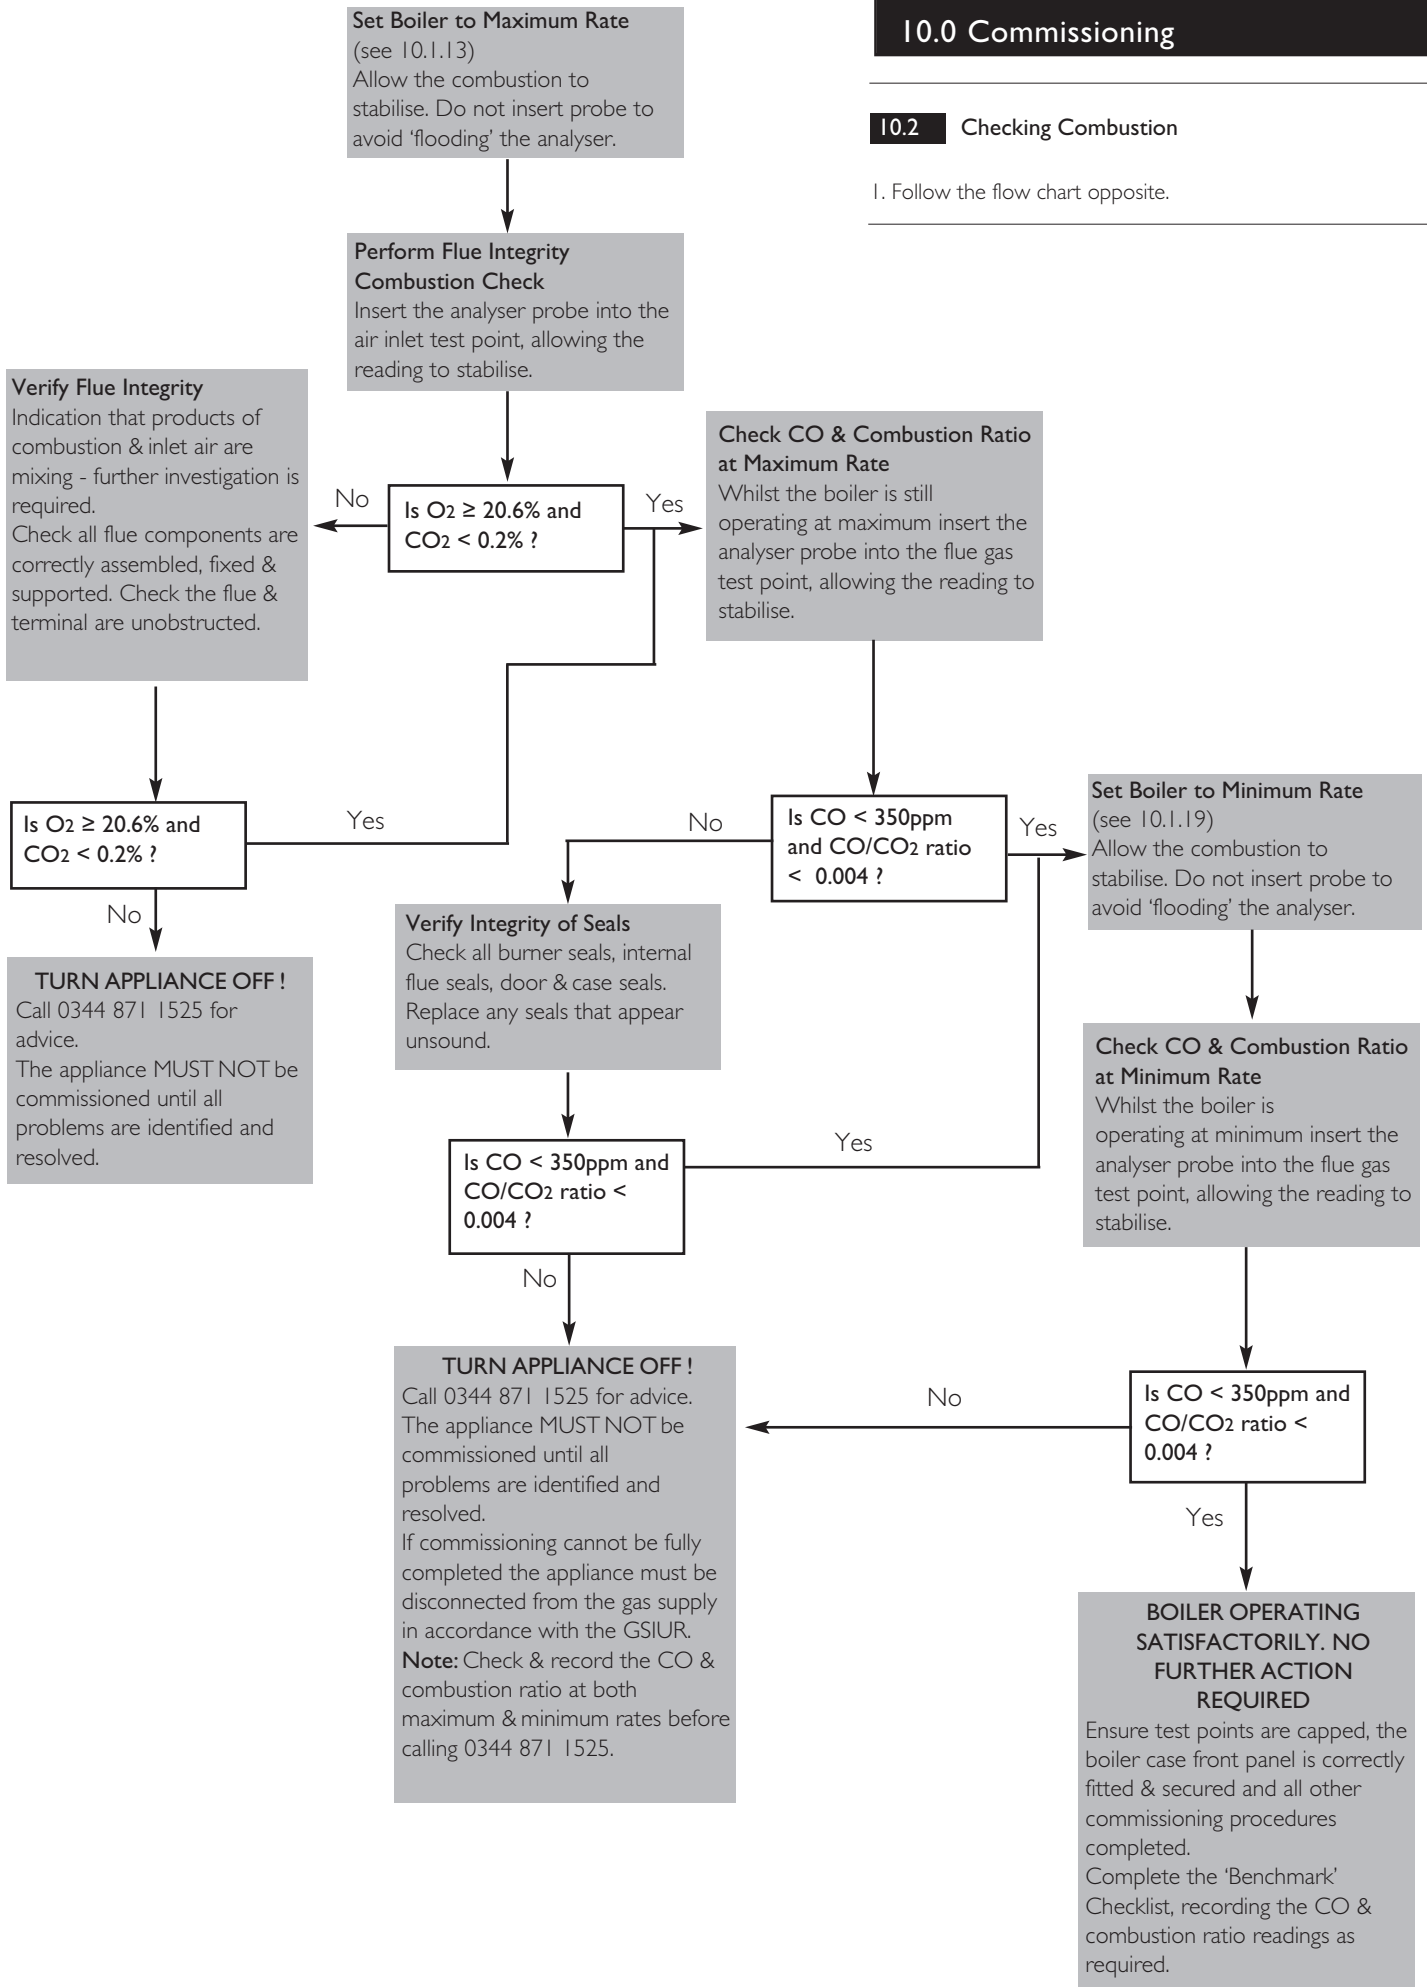 10.0 Commissioning
10.2 Checking Combustion
1. Follow the flow chart opposite.
Set Boiler to Maximum Rate
(see 10.1.13)
Allow the combustion to
stabilise. Do not insert probe to
avoid ‘flooding’ the analyser.
Perform Flue Integrity
Combustion Check
Insert the analyser probe into the
air inlet test point, allowing the
reading to stabilise.
Is O2 ≥ 20.6% and
CO2 < 0.2% ?
No
Yes
Verify Flue Integrity
Indication that products of
combustion & inlet air are
mixing - further investigation is
required.
Check all flue components are
correctly assembled, fixed &
supported. Check the flue &
terminal are unobstructed.
Is O2 ≥ 20.6% and
CO2 < 0.2% ?
Yes
No
TURN APPLIANCE OFF !
Call 0344 871 1525 for
advice.
The appliance MUST NOT be
commissioned until all
problems are identified and
resolved.
Check CO & Combustion Ratio
at Maximum Rate
Whilst the boiler is still
operating at maximum insert the
analyser probe into the flue gas
test point, allowing the reading to
stabilise.
Is CO < 350ppm
and CO/CO2 ratio
< 0.004 ?
No
Yes
Verify Integrity of Seals
Check all burner seals, internal
flue seals, door & case seals.
Replace any seals that appear
unsound.
Is CO < 350ppm and
CO/CO2 ratio <
0.004 ?
Yes
No
TURN APPLIANCE OFF !
Call 0344 871 1525 for advice.
The appliance MUST NOT be
commissioned until all
problems are identified and
resolved.
If commissioning cannot be fully
completed the appliance must be
disconnected from the gas supply
in accordance with the GSIUR.
Note: Check & record the CO &
combustion ratio at both
maximum & minimum rates before
calling 0344 871 1525.
Set Boiler to Minimum Rate
(see 10.1.19)
Allow the combustion to
stabilise. Do not insert probe to
avoid ‘flooding’ the analyser.
Check CO & Combustion Ratio
at Minimum Rate
Whilst the boiler is
operating at minimum insert the
analyser probe into the flue gas
test point, allowing the reading to
stabilise.
Is CO < 350ppm and
CO/CO2 ratio <
0.004 ?
No
Yes
BOILER OPERATING
SATISFACTORILY. NO
FURTHER ACTION
REQUIRED
Ensure test points are capped, the
boiler case front panel is correctly
fitted & secured and all other
commissioning procedures
completed.
Complete the ‘Benchmark’
Checklist, recording the CO &
combustion ratio readings as
required.